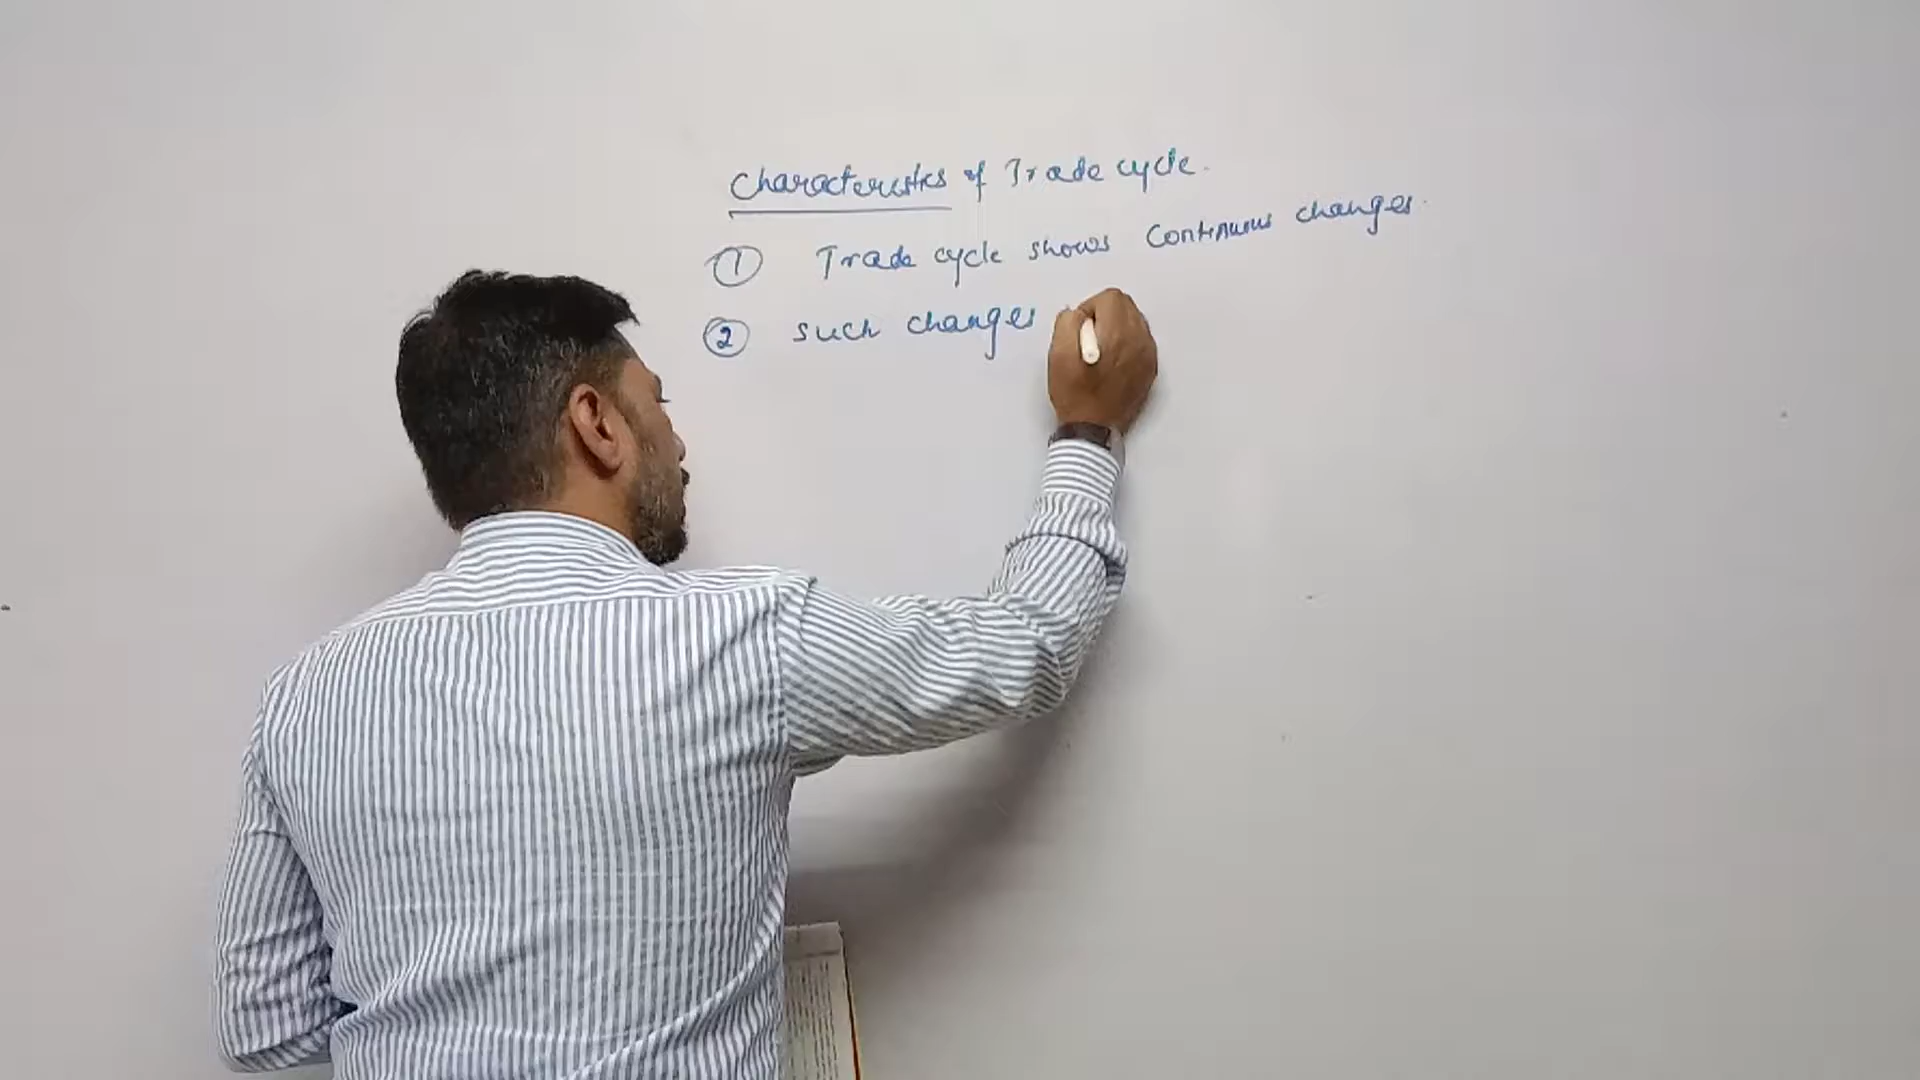 Characteristics of Trade cycle.
① Trade cycle shows continuous changes.
② such changes